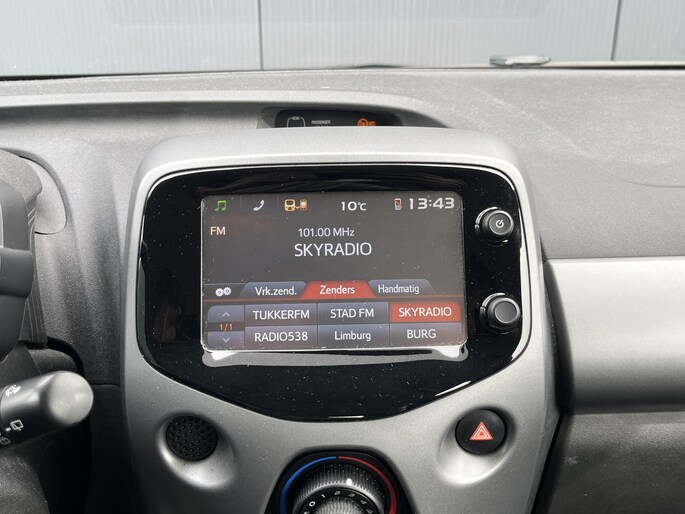 PASSENGER
10°C 13:43
FM
101.00 MHz
SKYRADIO
Vrk.zend. Zenders Handmatig
TUKKERFM STAD FM SKYRADIO
1/1
RADIO538 Limburg BURG